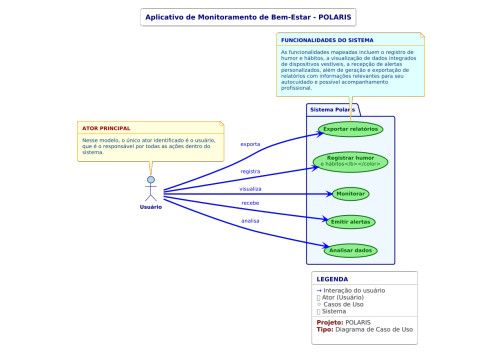 Aplicativo de Monitoramento de Bem-Estar - POLARIS
FUNCIONALIDADES DO SISTEMA
As funcionalidades mapeadas incluem o registro de
humor e hábitos, a visualização de dados integrados
de dispositivos vestíveis, a recepção de alertas
personalizados, além de geração e exportação de
relatórios com informações relevantes para seu
autocuidado e possível acompanhamento
profissional.
ATOR PRINCIPAL
Nesse modelo, o único ator identificado é o usuário,
que é o responsável por todas as ações dentro do
sistema.
Sistema Polaris
Exportar relatórios
exporta
Registrar humor
e hábitos</b></color>
registra
Usuário
visualiza
Monitorar
recebe
Emitir alertas
analisa
Analisar dados
LEGENDA
→ Interação do usuário
▯ Ator (Usuário)
○ Casos de Uso
▯ Sistema
Projeto: POLARIS
Tipo: Diagrama de Caso de Uso